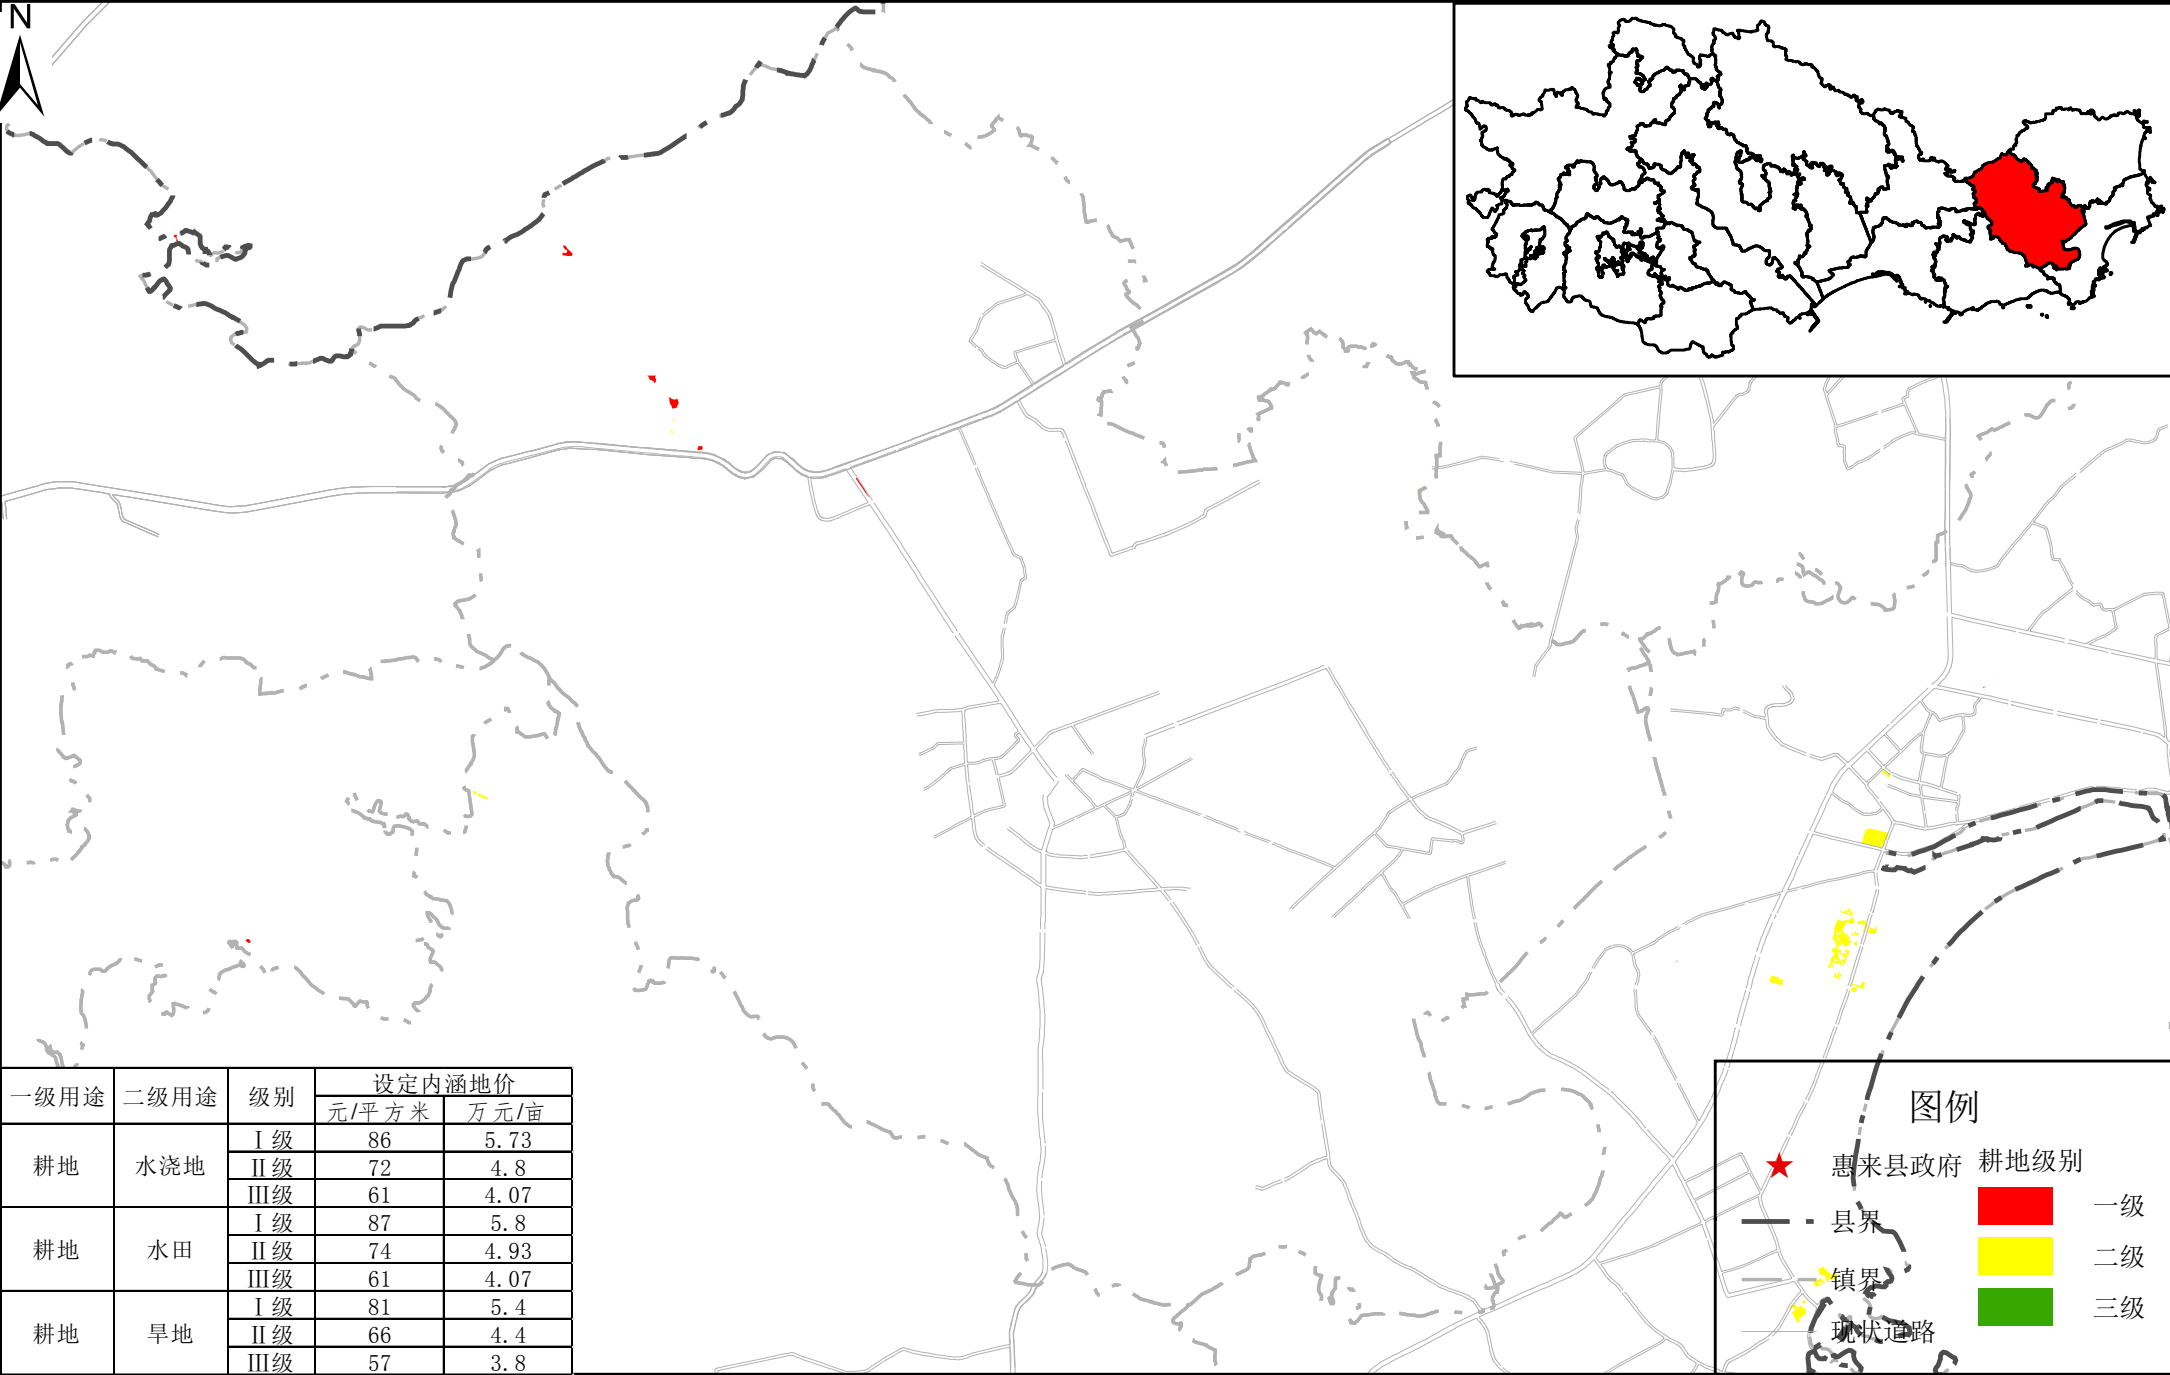 N
一级用途 二级用途 级别 设定内涵地价
元/平方米 万元/亩
耕地 水浇地 Ⅰ级 86 5.73
Ⅱ级 72 4.8
Ⅲ级 61 4.07
耕地 水田 Ⅰ级 87 5.8
Ⅱ级 74 4.93
Ⅲ级 61 4.07
耕地 旱地 Ⅰ级 81 5.4
Ⅱ级 66 4.4
Ⅲ级 57 3.8
图例
惠来县政府 耕地级别
县界 一级
镇界 二级
现状道路 三级